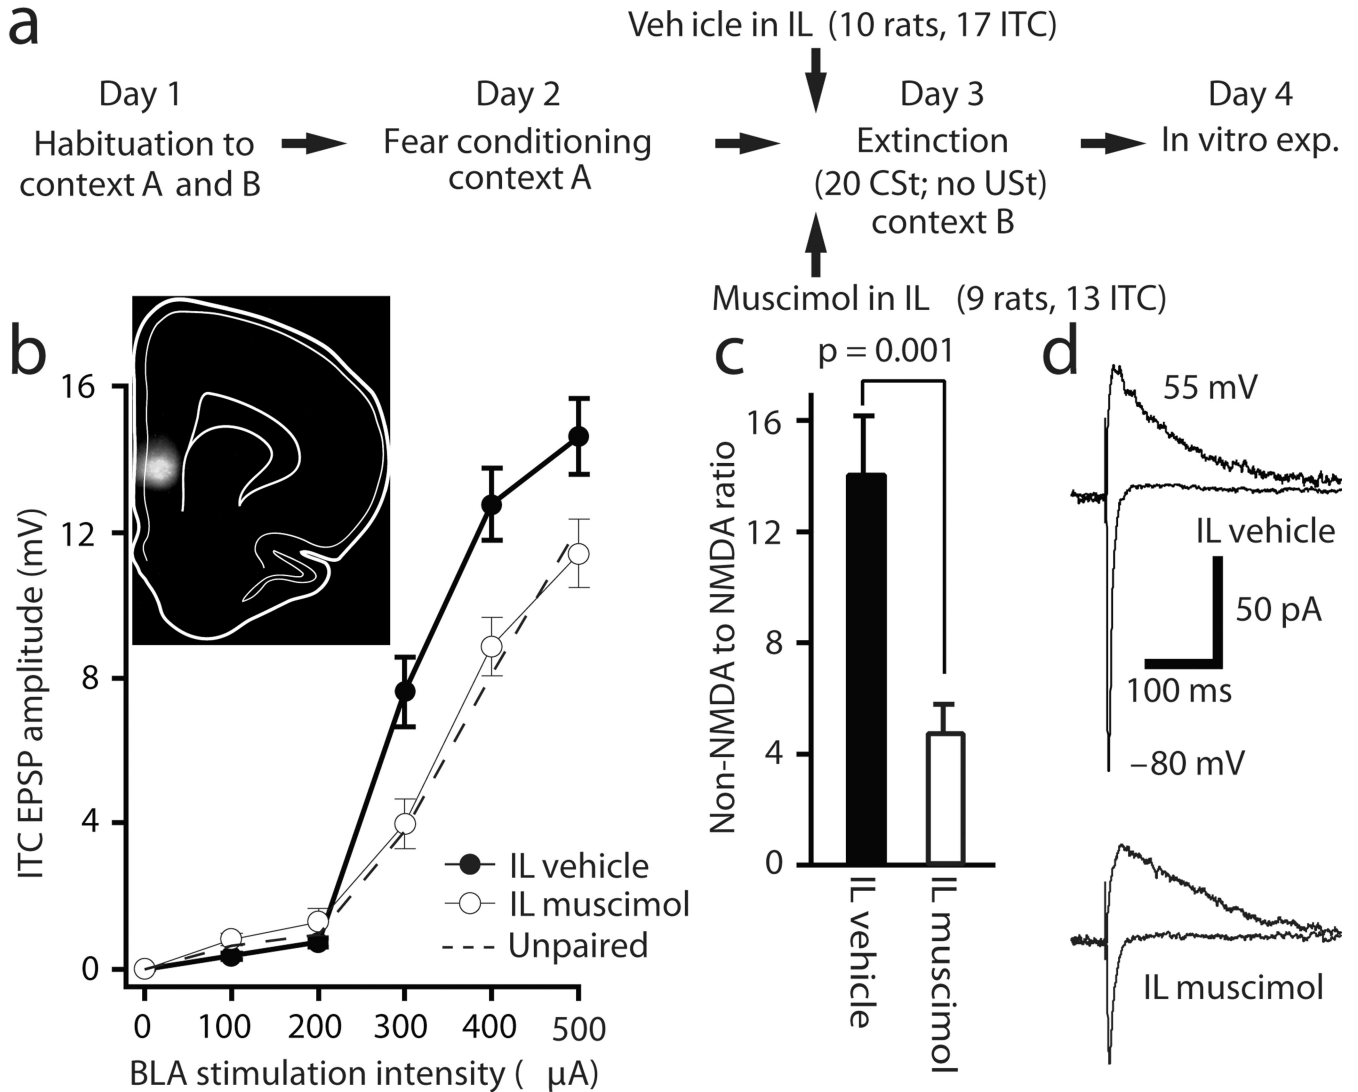 a
Vehicle in IL (10 rats, 17 ITC)
Day 1
Day 2
Day 3
Day 4
Habituation to
context A and B
Fear conditioning
context A
Extinction
(20 CSt; no USt)
context B
In vitro exp.
Muscimol in IL (9 rats, 13 ITC)
b
ITC EPSP amplitude (mV)
16
12
8
4
0
IL vehicle
IL muscimol
Unpaired
0 100 200 300 400 500
BLA stimulation intensity ( μA)
c
p = 0.001
Non-NMDA to NMDA ratio
16
12
8
4
0
IL vehicle
IL muscimol
d
55 mV
IL vehicle
50 pA
100 ms
–80 mV
IL muscimol